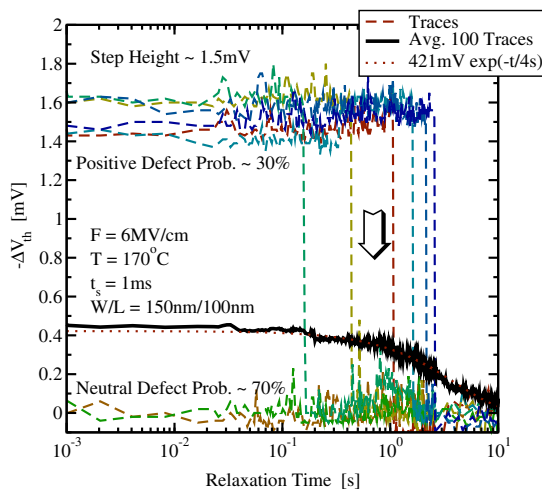 Traces
Avg. 100 Traces
421mV exp(-t/4s)
Step Height ~ 1.5mV
Positive Defect Prob. ~ 30%
F = 6MV/cm
T = 170°C
t_s = 1ms
W/L = 150nm/100nm
Neutral Defect Prob. ~ 70%
-ΔV_th [mV]
2
1.8
1.6
1.4
1.2
1
0.8
0.6
0.4
0.2
0
10^-3 10^-2 10^-1 10^0 10^1
Relaxation Time [s]